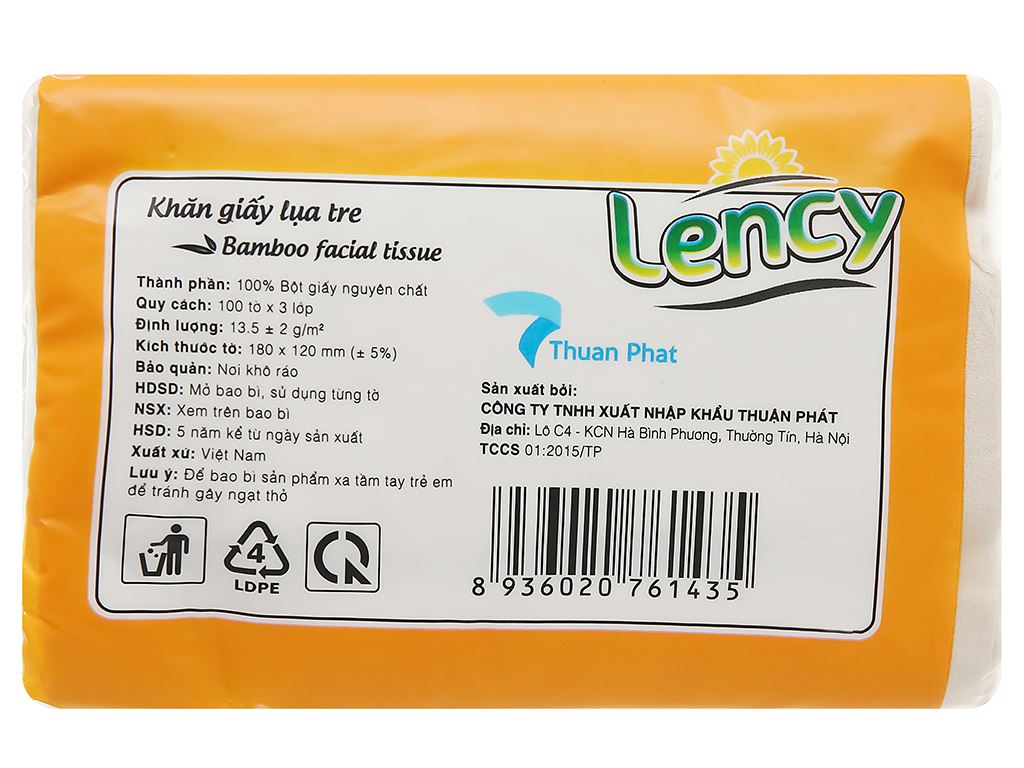 Lency
Khăn giấy lụa tre
Bamboo facial tissue
Thành phần: 100% Bột giấy nguyên chất
Quy cách: 100 tờ x 3 lớp
Định lượng: 13.5 ± 2 g/m²
Kích thước tờ: 180 x 120 mm (± 5%)
Bảo quản: Nơi khô ráo
HDSD: Mở bao bì, sử dụng từng tờ
NSX: Xem trên bao bì
HSD: 5 năm kể từ ngày sản xuất
Xuất xứ: Việt Nam
Lưu ý: Để bao bì sản phẩm xa tầm tay trẻ em
để tránh gây ngạt thở
4
LDPE
Thuan Phat
Sản xuất bởi:
CÔNG TY TNHH XUẤT NHẬP KHẨU THUẬN PHÁT
Địa chỉ: Lô C4 - KCN Hà Bình Phương, Thường Tín, Hà Nội
TCCS 01:2015/TP
8 936020 761435